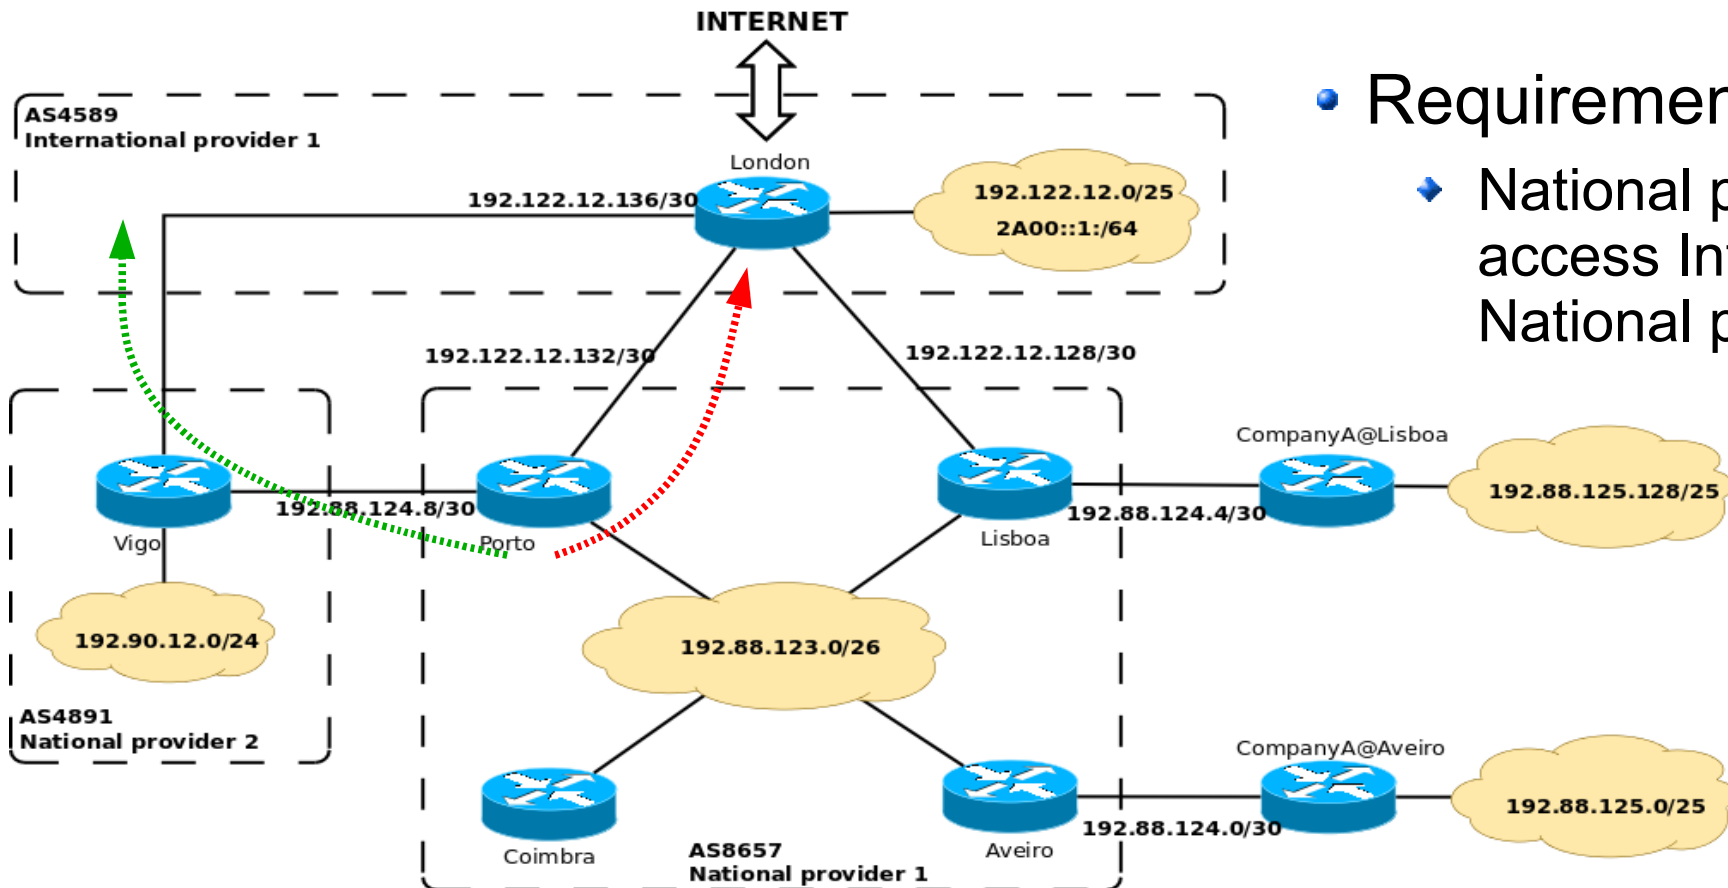 INTERNET
AS4589
International provider 1
London
192.122.12.136/30
192.122.12.0/25
2A00::1:/64
192.122.12.132/30
192.122.12.128/30
Vigo
192.88.124.8/30
Porto
Lisboa
192.88.124.4/30
CompanyA@Lisboa
192.88.125.128/25
192.90.12.0/24
192.88.123.0/26
AS4891
National provider 2
Coimbra
AS8657
National provider 1
Aveiro
192.88.124.0/30
CompanyA@Aveiro
192.88.125.0/25
National p
access In
National p